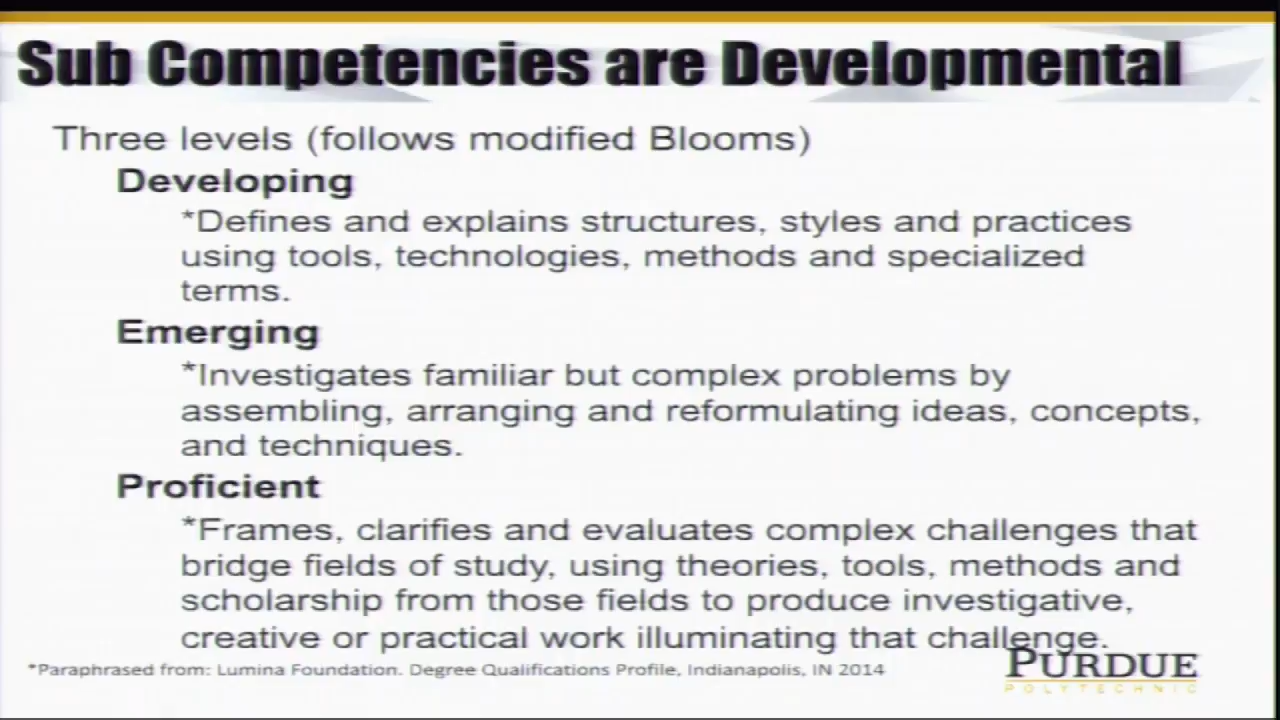 Sub Competencies are Developmental
Three levels (follows modified Blooms)
Developing
*Defines and explains structures, styles and practices
using tools, technologies, methods and specialized
terms.
Emerging
*Investigates familiar but complex problems by
assembling, arranging and reformulating ideas, concepts,
and techniques.
Proficient
*Frames, clarifies and evaluates complex challenges that
bridge fields of study, using theories, tools, methods and
scholarship from those fields to produce investigative,
creative or practical work illuminating that challenge.
*Paraphrased from: Lumina Foundation. Degree Qualifications Profile, Indianapolis, IN 2014
PURDUE
POLYTECHNIC